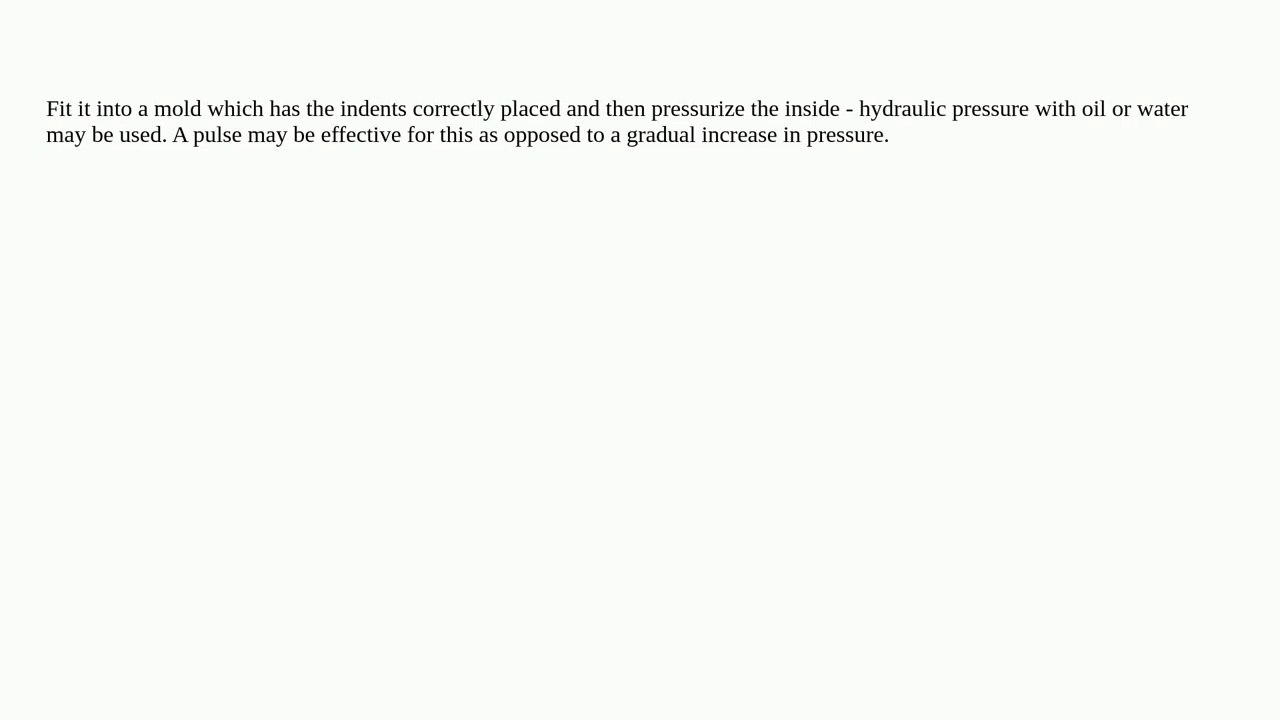 Fit it into a mold which has the indents correctly placed and then pressurize the inside - hydraulic pressure with oil or water
may be used. A pulse may be effective for this as opposed to a gradual increase in pressure.